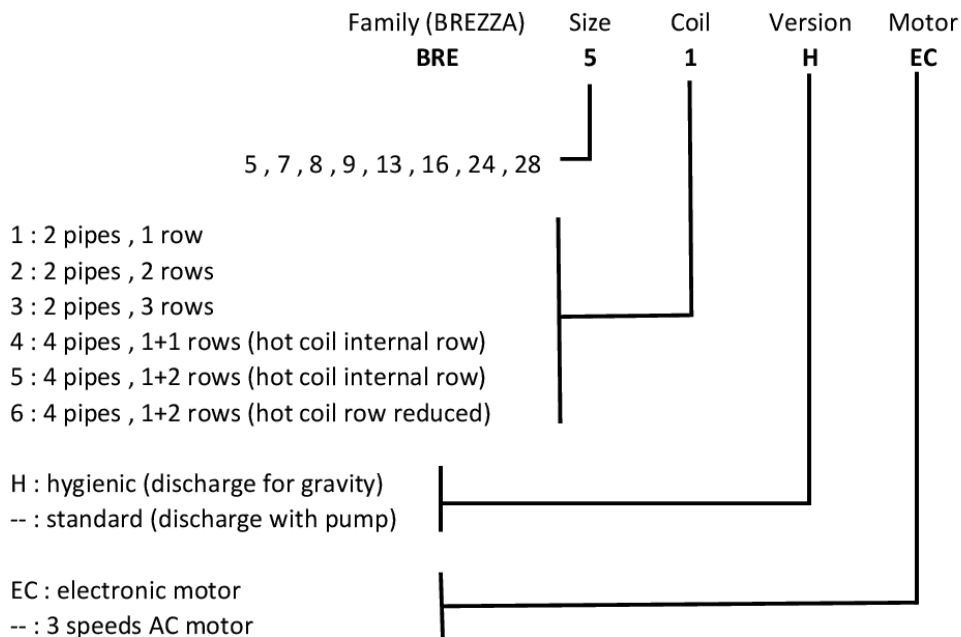 Family (BREZZA) Size Coil Version Motor
BRE 5 1 H EC
5 , 7 , 8 , 9 , 13 , 16 , 24 , 28
1 : 2 pipes , 1 row
2 : 2 pipes , 2 rows
3 : 2 pipes , 3 rows
4 : 4 pipes , 1+1 rows (hot coil internal row)
5 : 4 pipes , 1+2 rows (hot coil internal row)
6 : 4 pipes , 1+2 rows (hot coil row reduced)
H : hygienic (discharge for gravity)
-- : standard (discharge with pump)
EC : electronic motor
-- : 3 speeds AC motor